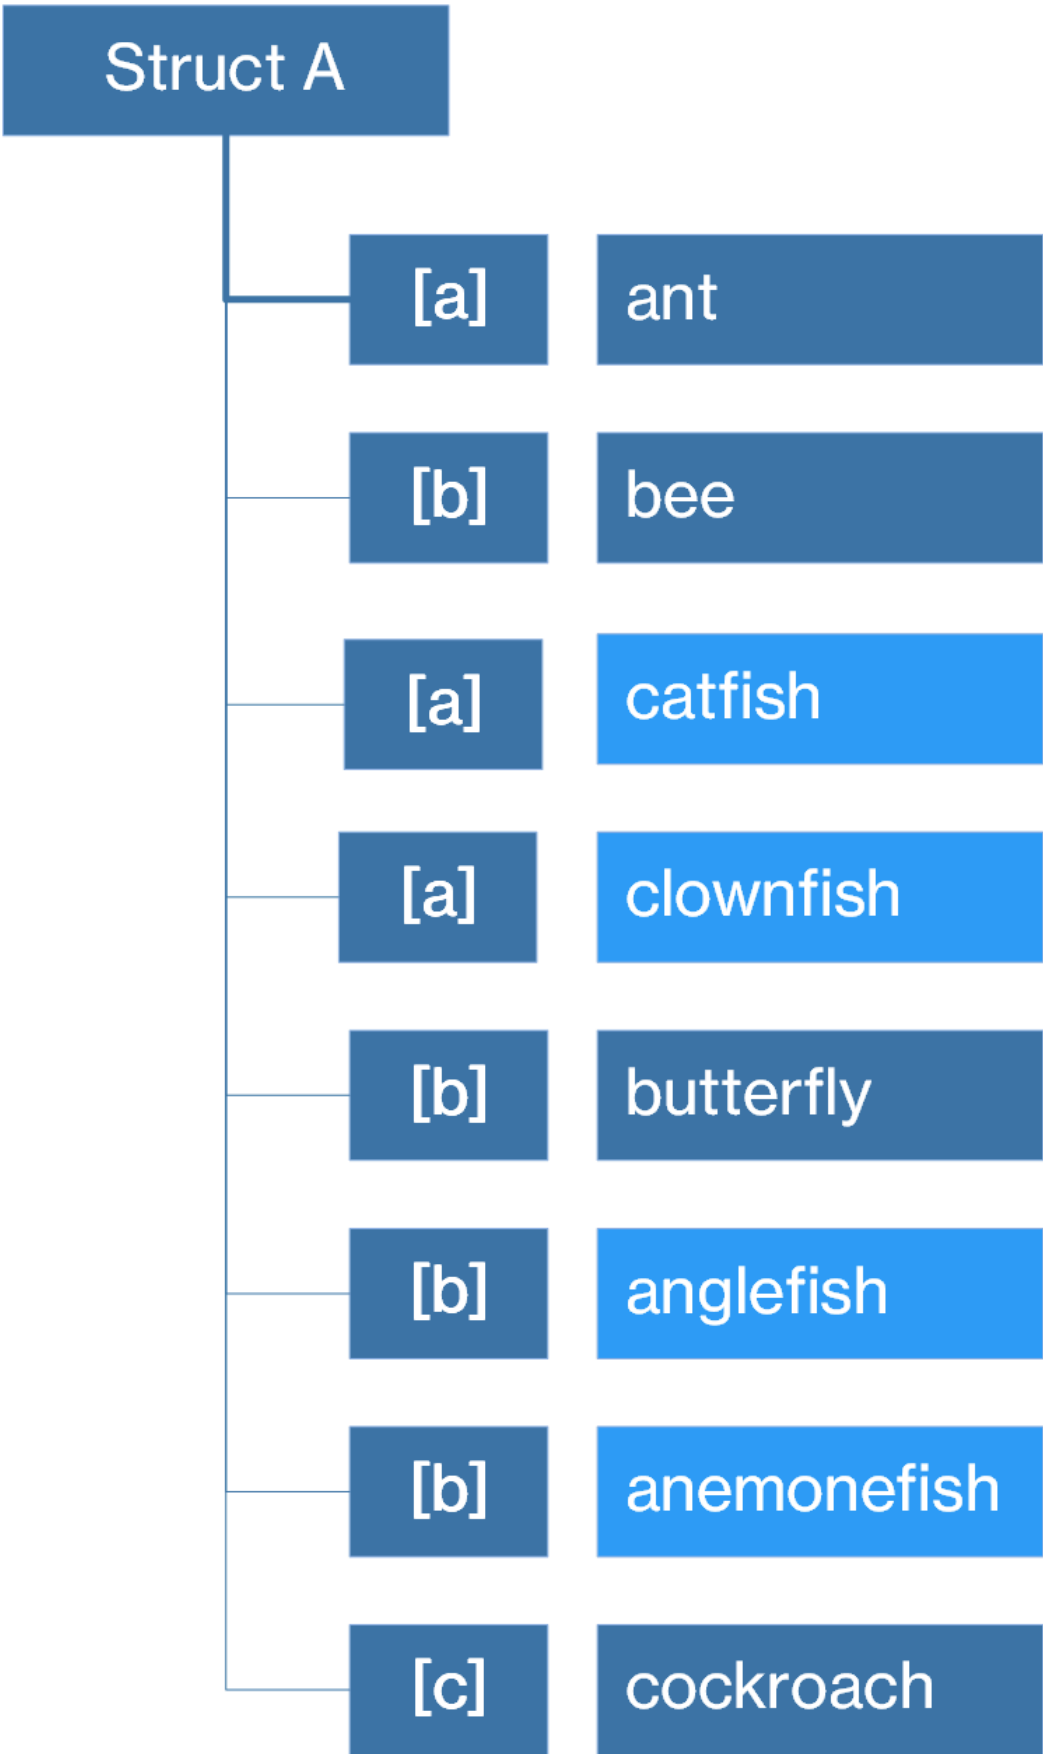 Struct A
[a] ant
[b] bee
[a] catfish
[a] clownfish
[b] butterfly
[b] anglefish
[b] anemonefish
[c] cockroach